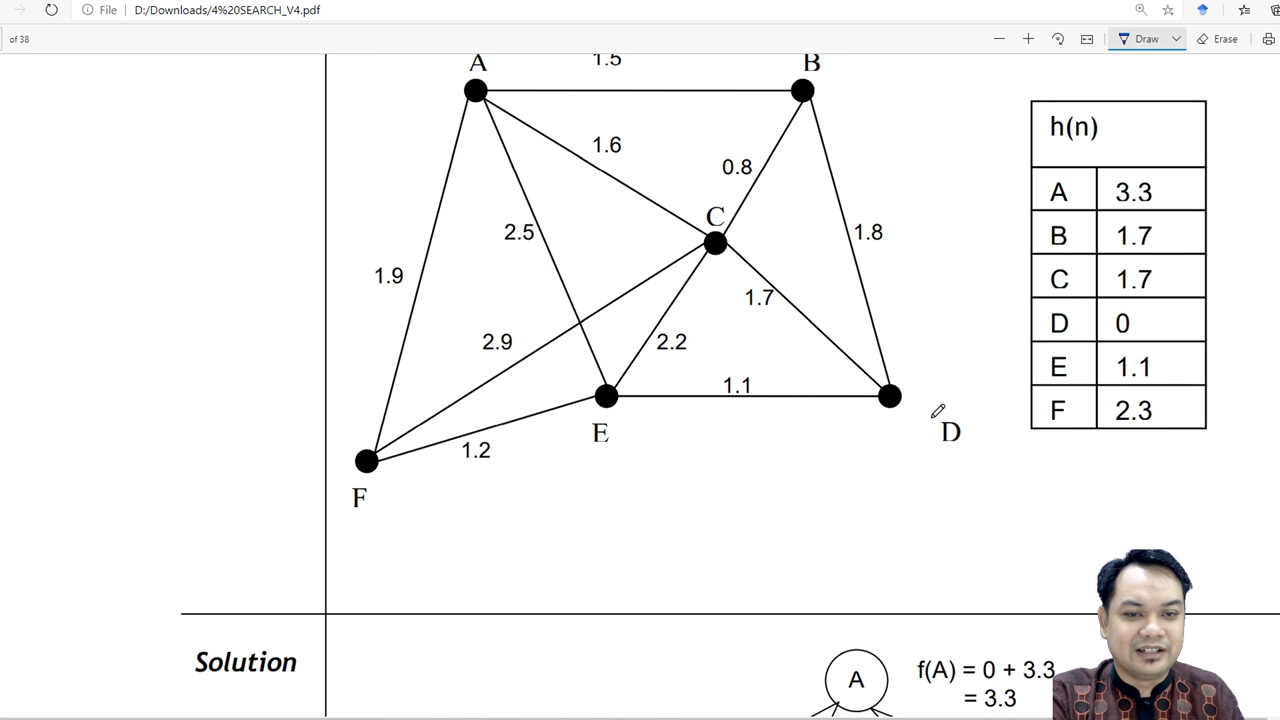 File D:/Downloads/4%20SEARCH_V4.pdf
of 38
Draw
Erase
A
1.5
B
h(n)
1.6
0.8
A 3.3
C
B 1.7
2.5
1.8
C 1.7
1.9
1.7
D 0
2.9
2.2
E 1.1
1.1
F 2.3
E
D
1.2
F
Solution
A
f(A) = 0 + 3.3
= 3.3